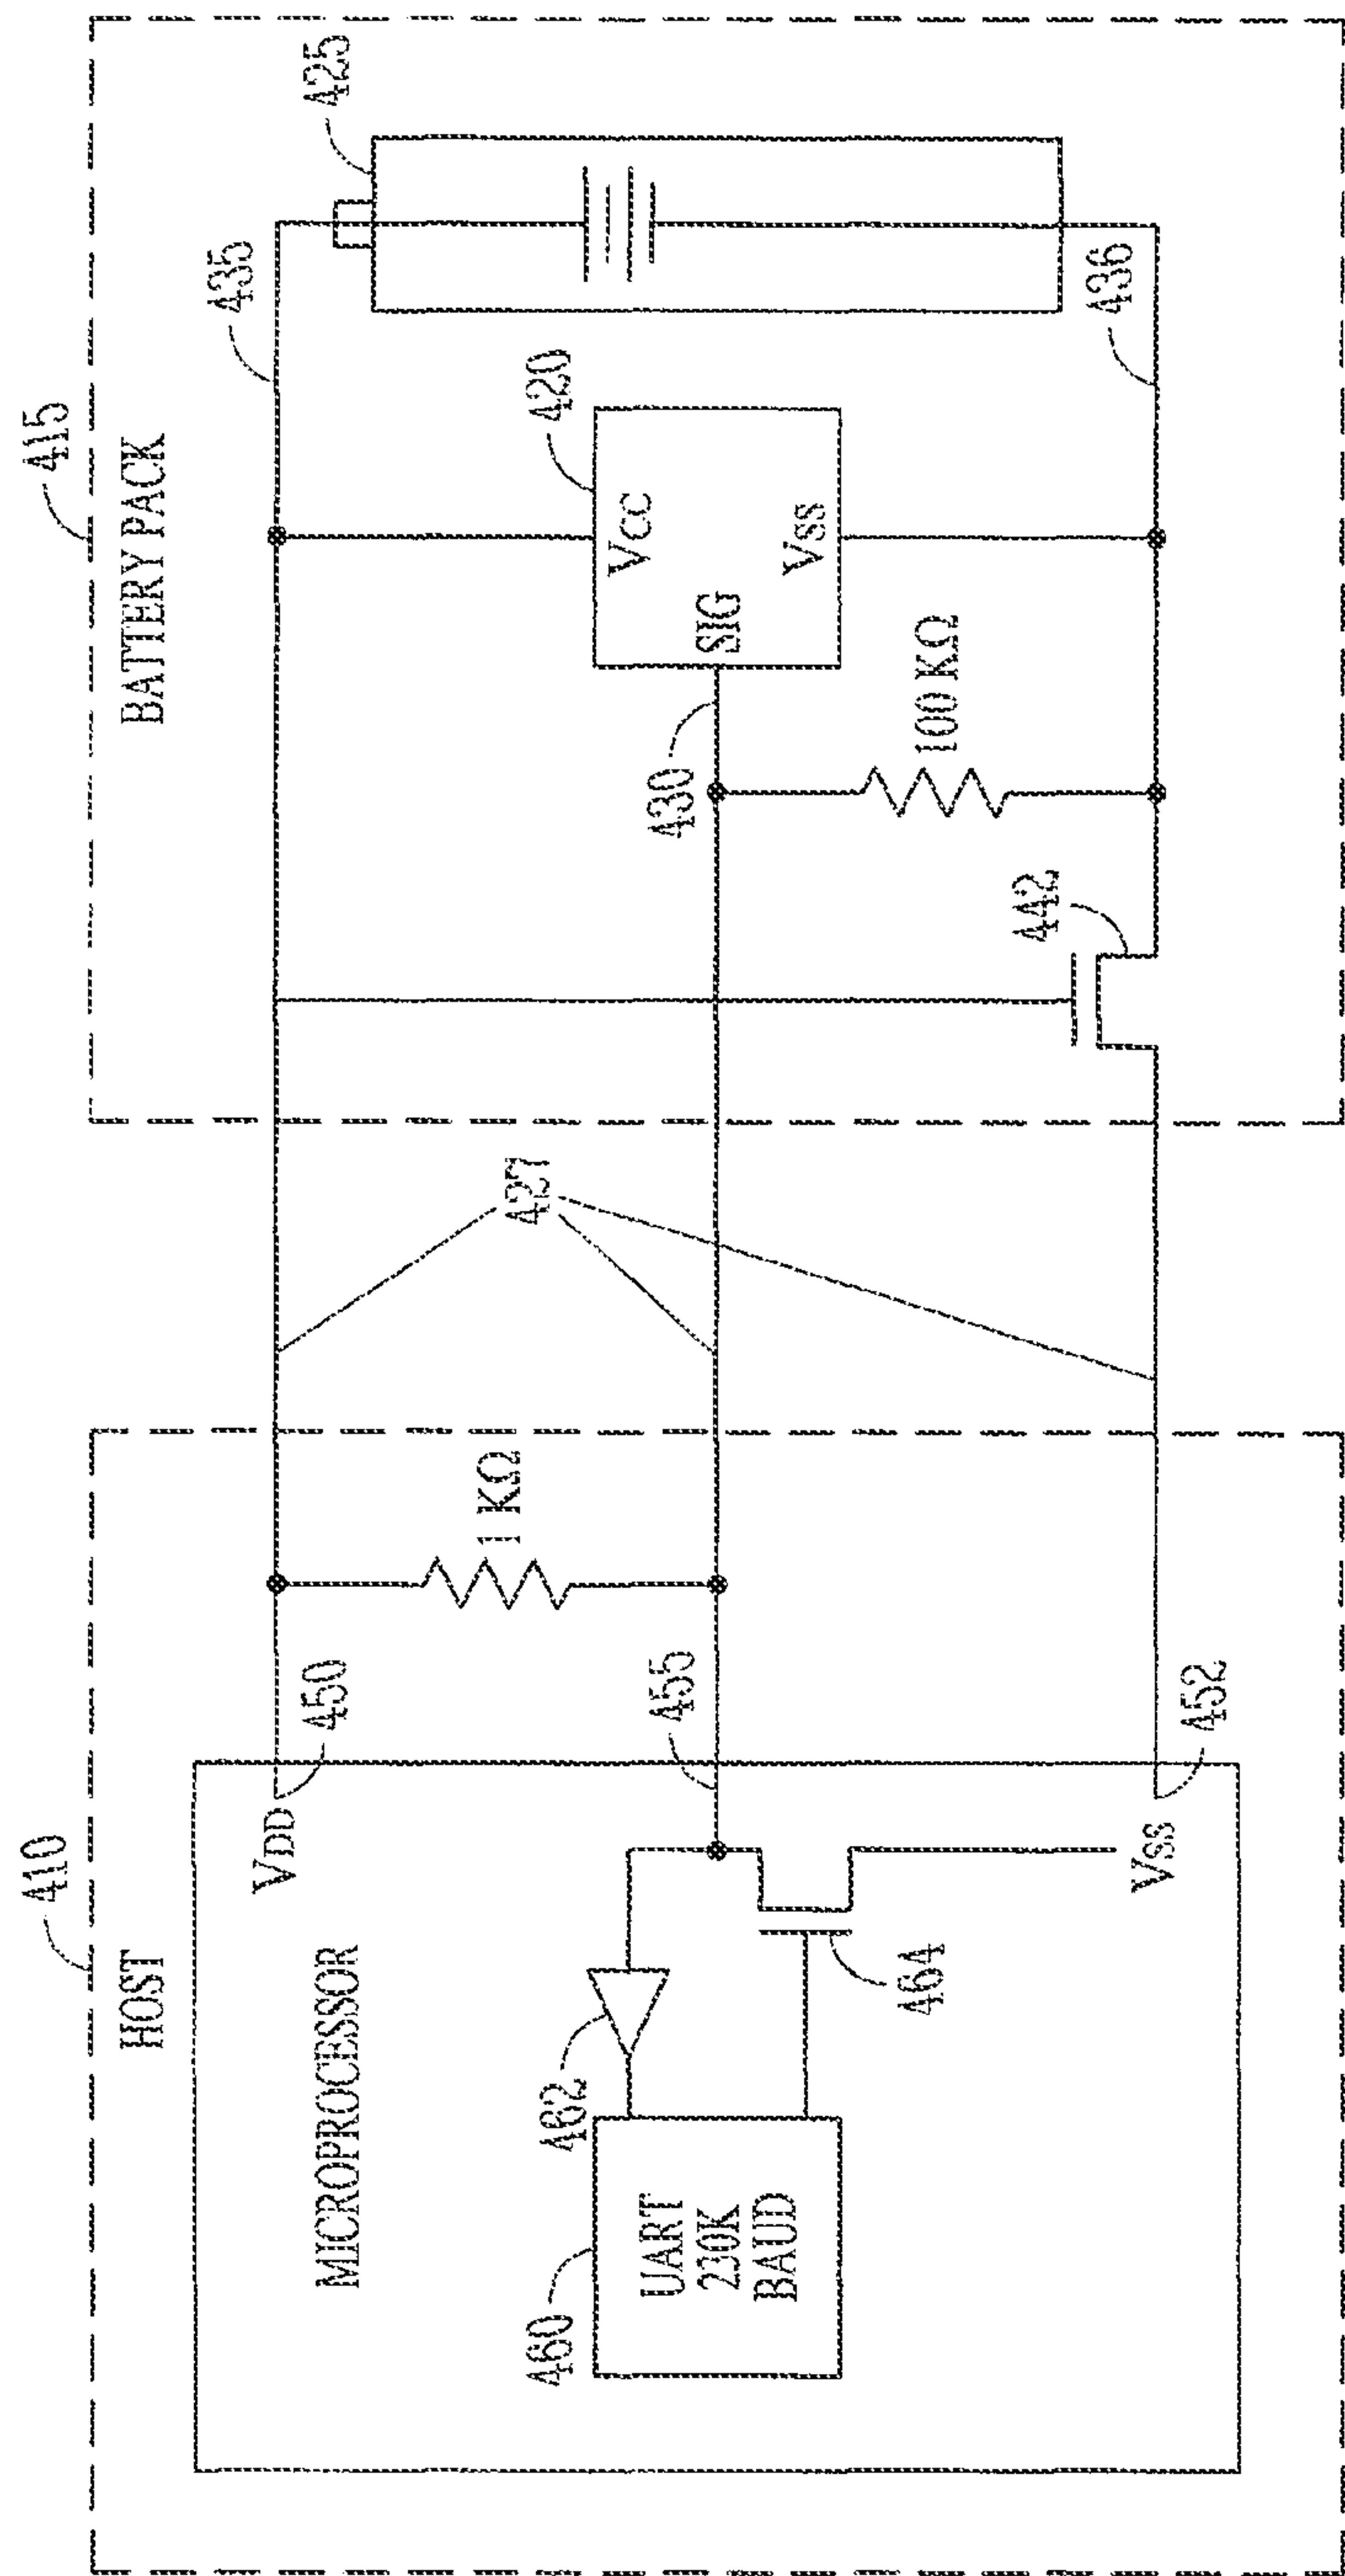 410
HOST
MICROPROCESSOR
VDD
450
1 KΩ
455
462
460
UART
230K
BAUD
464
VSS
452
427
415
BATTERY PACK
435
425
420
VCC
SIG
VSS
430
100 KΩ
442
436